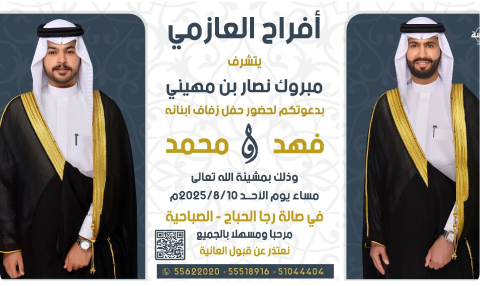 أفراح العازمي
يتشرف
مبروك نصار بن مهيني
بدعوتكم لحضور حفل زفاف ابنائه
فهد و محمد
وذلك بمشيئة الله تعالى
مساء يوم الأحـد 2025/8/10م
في صالة رجا الحباج - الصباحية
مرحبا ومسهلا بالجميع
نعتذر عن قبول العانية
55622020 - 55518916 - 51044404